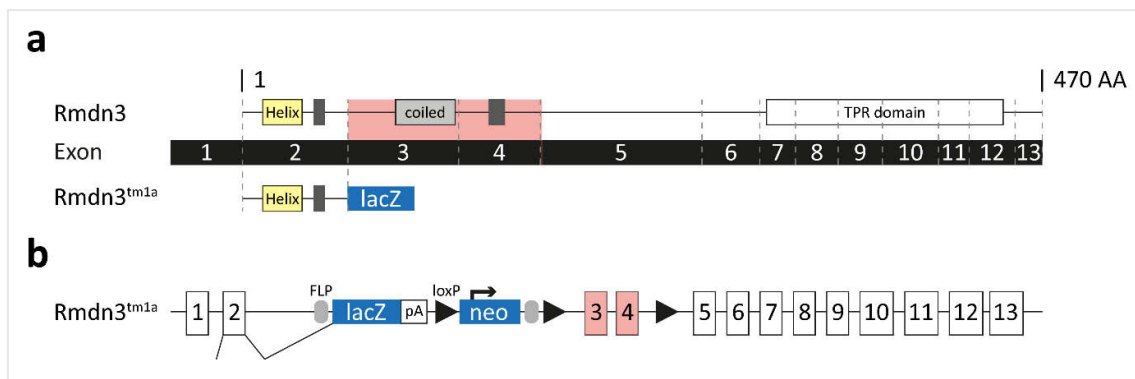 a
1 470 AA
Rmdn3 Helix coiled TPR domain
Exon 1 2 3 4 5 6 7 8 9 10 11 12 13
Rmdn3tm1a Helix lacZ
b
FLP loxP
Rmdn3tm1a 1 2 lacZ pA neo 3 4 5 6 7 8 9 10 11 12 13